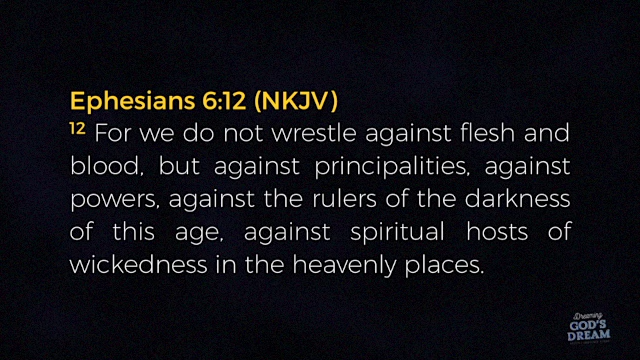 Ephesians 6:12 (NKJV)
12 For we do not wrestle against flesh and
blood, but against principalities, against
powers, against the rulers of the darkness
of this age, against spiritual hosts of
wickedness in the heavenly places.
Dreaming
GOD'S
DREAM